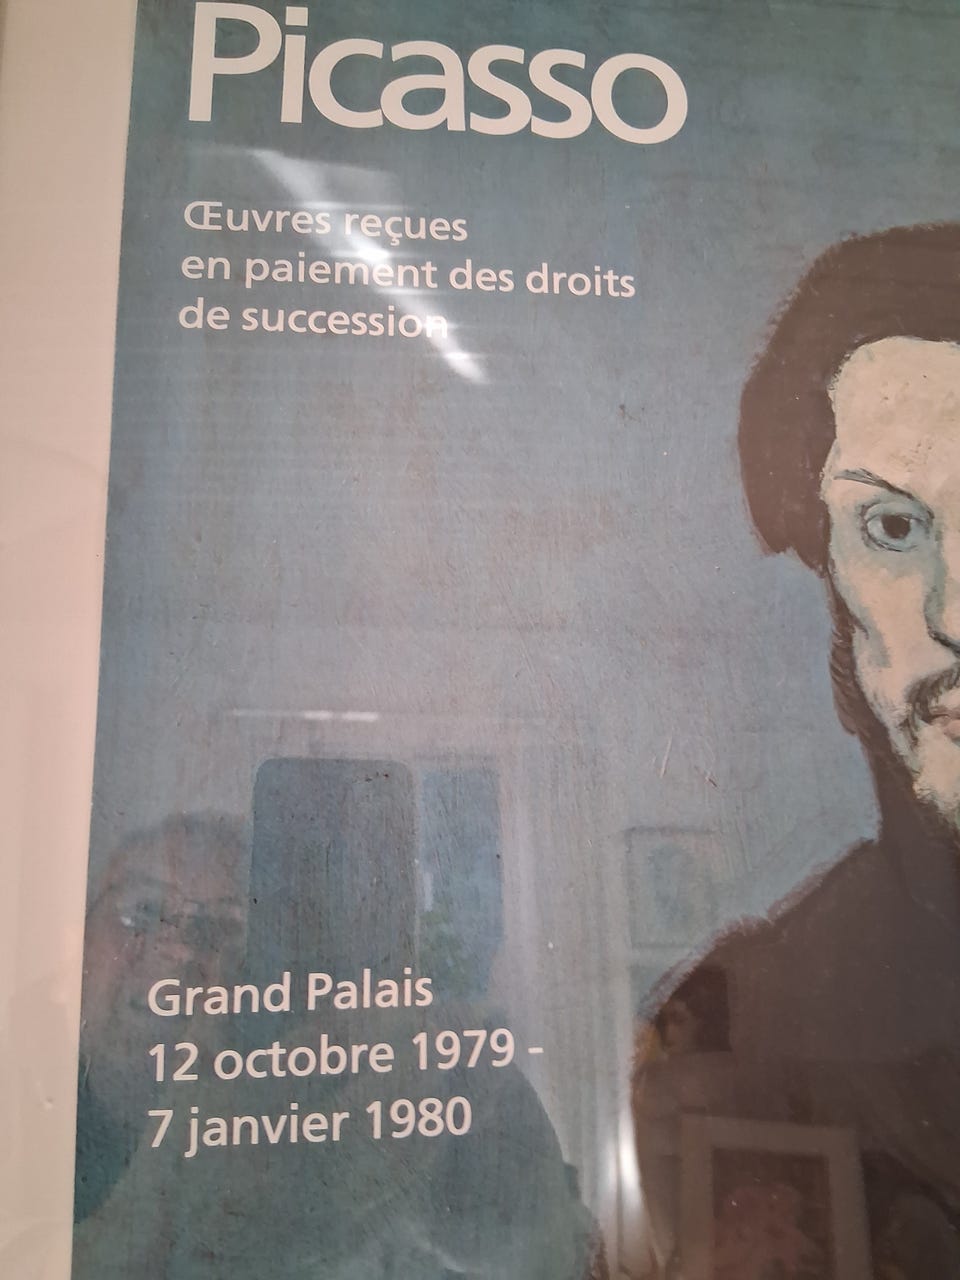 Picasso
Œuvres reçues
en paiement des droits
de succession
Grand Palais
12 octobre 1979 -
7 janvier 1980